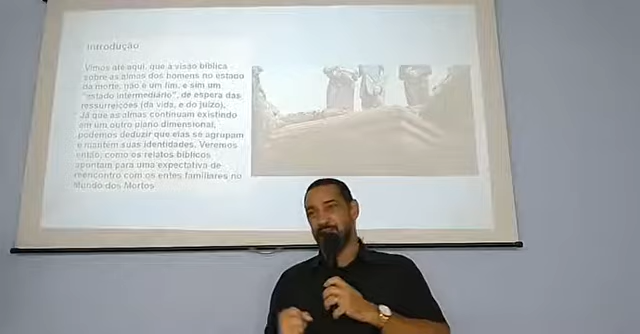 Introdução
Vimos até aqui, que a visão bíblica
sobre as almas dos homens no estado
da morte, não é um fim, e sim um
"estado intermediário", de espera das
ressurreições (da vida, e do juízo).
Já que as almas continuam existindo
em um outro plano dimensional,
podemos deduzir que elas se agrupam
e mantém suas identidades. Veremos
então, como os relatos bíblicos
apontam para uma expectativa de
reencontro com os entes familiares no
Mundo dos Mortos